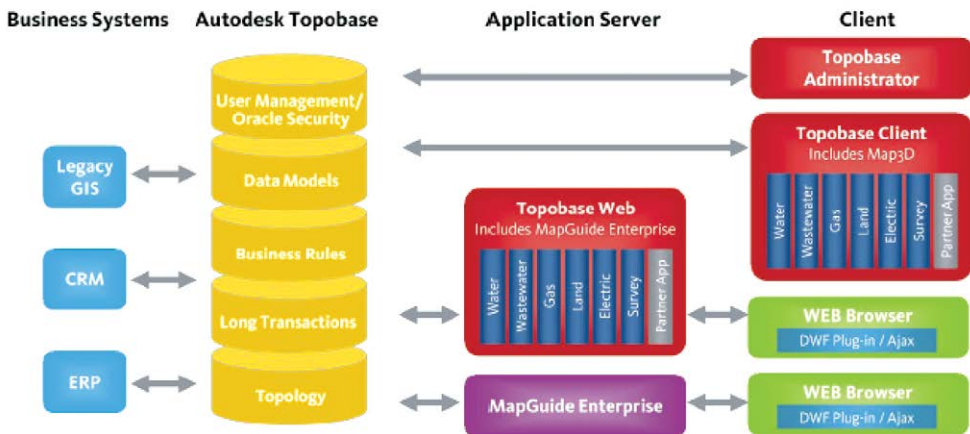 Business Systems
Autodesk Topobase
Application Server
Client
Legacy
GIS
CRM
ERP
User Management/
Oracle Security
Data Models
Business Rules
Long Transactions
Topology
Topobase Web
Includes MapGuide Enterprise
Water
Wastewater
Gas
Land
Electric
Survey
Partner App
MapGuide Enterprise
Topobase
Administrator
Topobase Client
Includes Map3D
Water
Wastewater
Gas
Land
Electric
Survey
Partner App
WEB Browser
DWF Plug-in / Ajax
WEB Browser
DWF Plug-in / Ajax